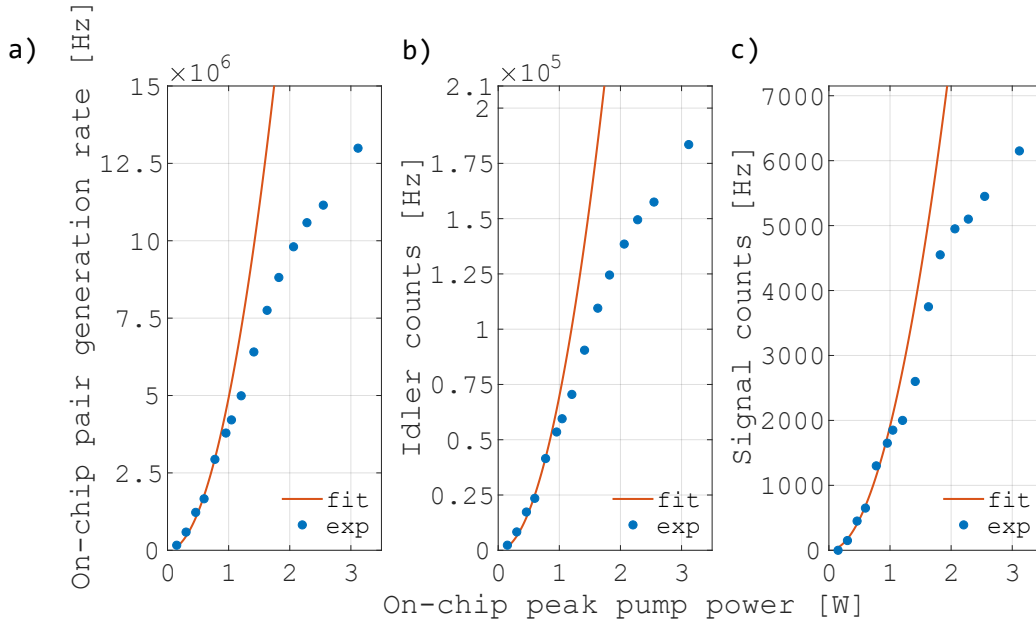 a)
On-chip pair generation rate [Hz]
×10^6
15
12.5
10
7.5
5
2.5
0
0 1 2 3
fit
exp
b)
Idler counts [Hz]
×10^5
2.1
2
1.75
1.5
1.25
1
0.75
0.5
0.25
0
0 1 2 3
fit
exp
c)
Signal counts [Hz]
7000
6000
5000
4000
3000
2000
1000
0
0 1 2 3
fit
exp
On-chip peak pump power [W]